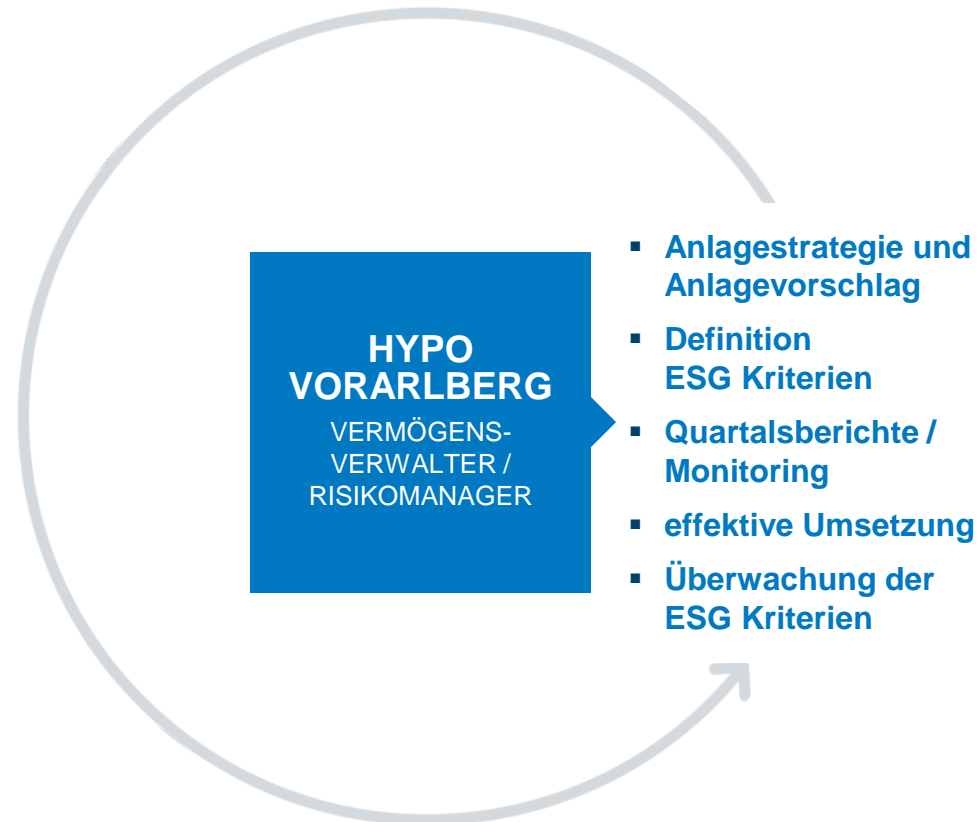 HYPO
VORARLBERG
VERMÖGENS-
VERWALTER /
RISIKOMANAGER
▪ Anlagestrategie und
Anlagevorschlag
▪ Definition
ESG Kriterien
▪ Quartalsberichte /
Monitoring
▪ effektive Umsetzung
▪ Überwachung der
ESG Kriterien